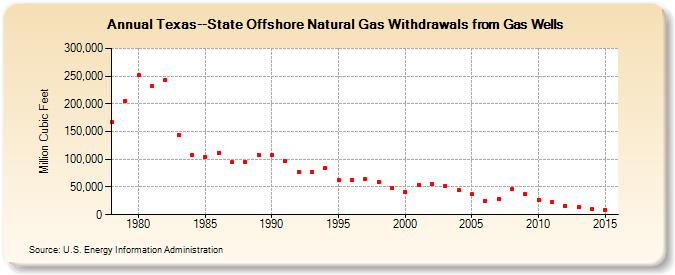 Annual Texas--State Offshore Natural Gas Withdrawals from Gas Wells
Million Cubic Feet
300,000
250,000
200,000
150,000
100,000
50,000
0
1980 1985 1990 1995 2000 2005 2010 2015
Source: U.S. Energy Information Administration